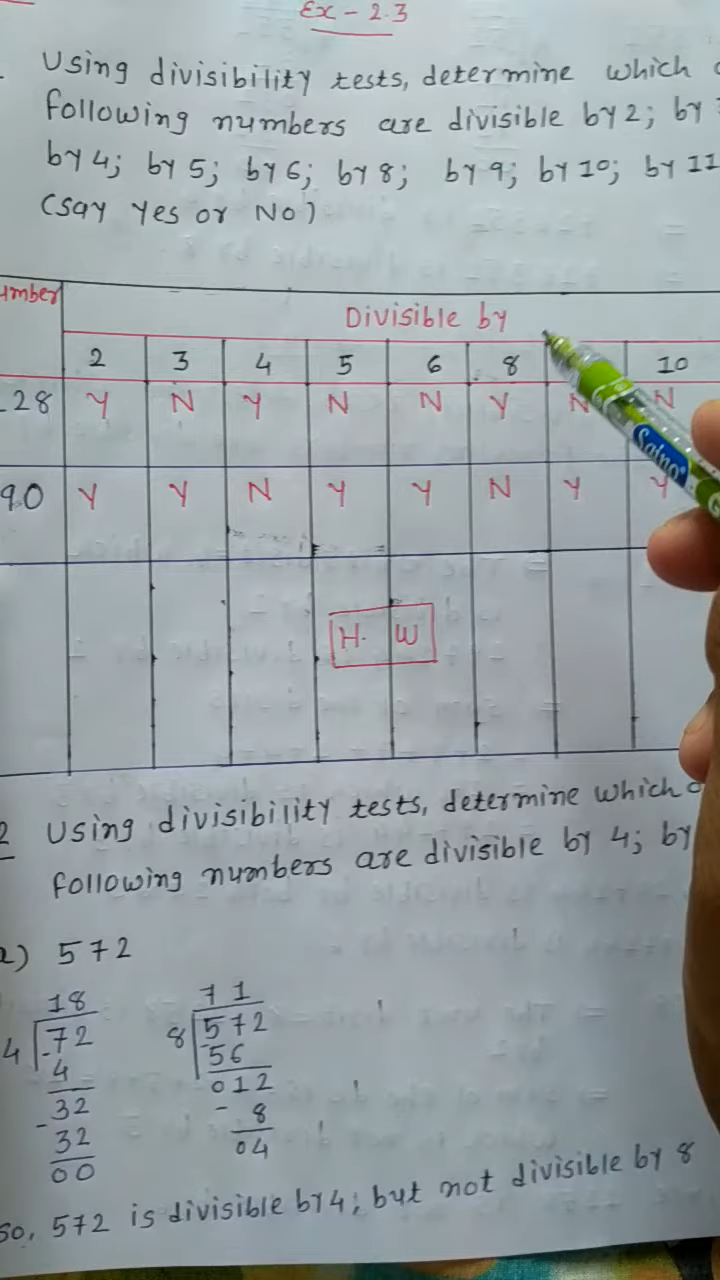 Ex - 2.3
Using divisibility tests, determine which
following numbers are divisible by 2; by
by 4; by 5; by 6; by 8; by 9; by 10; by 11
(say Yes or No)
Divisible by
2 3 4 5 6 8 10
28 Y N Y N N Y N N
90 Y Y N Y Y N Y Y
H. W
2 Using divisibility tests, determine which
following numbers are divisible by 4; by
a) 572
18 71
4 72 8 572
- 4 - 56
32 012
- 32 - 8
00 04
So, 572 is divisible by 4; but not divisible by 8